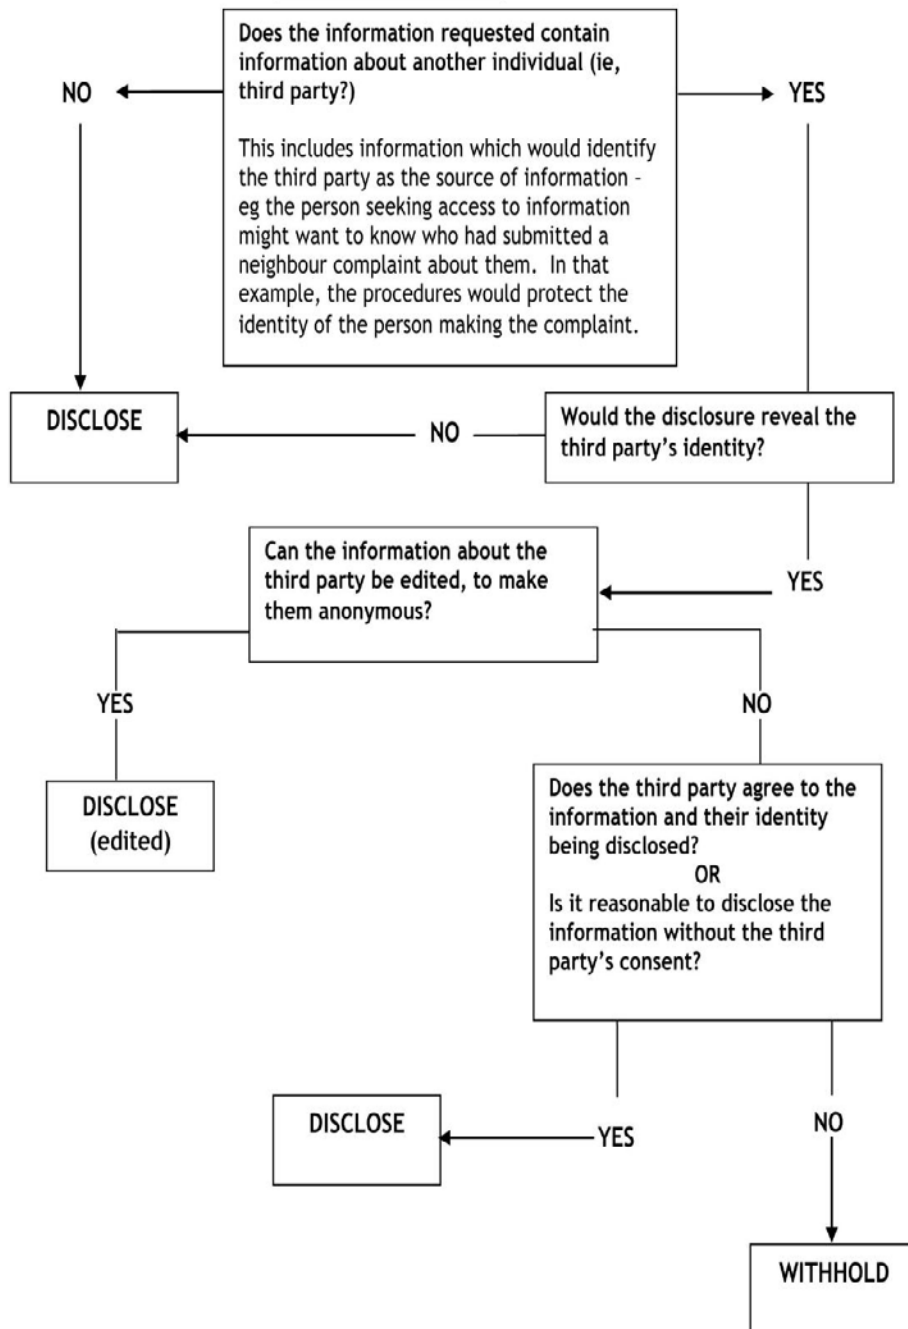 Does the information requested contain
information about another individual (ie,
third party?)
NO
YES
This includes information which would identify
the third party as the source of information -
eg the person seeking access to information
might want to know who had submitted a
neighbour complaint about them. In that
example, the procedures would protect the
identity of the person making the complaint.
DISCLOSE
NO
Would the disclosure reveal the
third party's identity?
Can the information about the
third party be edited, to make
them anonymous?
YES
YES
NO
DISCLOSE
(edited)
Does the third party agree to the
information and their identity
being disclosed?
OR
Is it reasonable to disclose the
information without the third
party's consent?
DISCLOSE
YES
NO
WITHHOLD